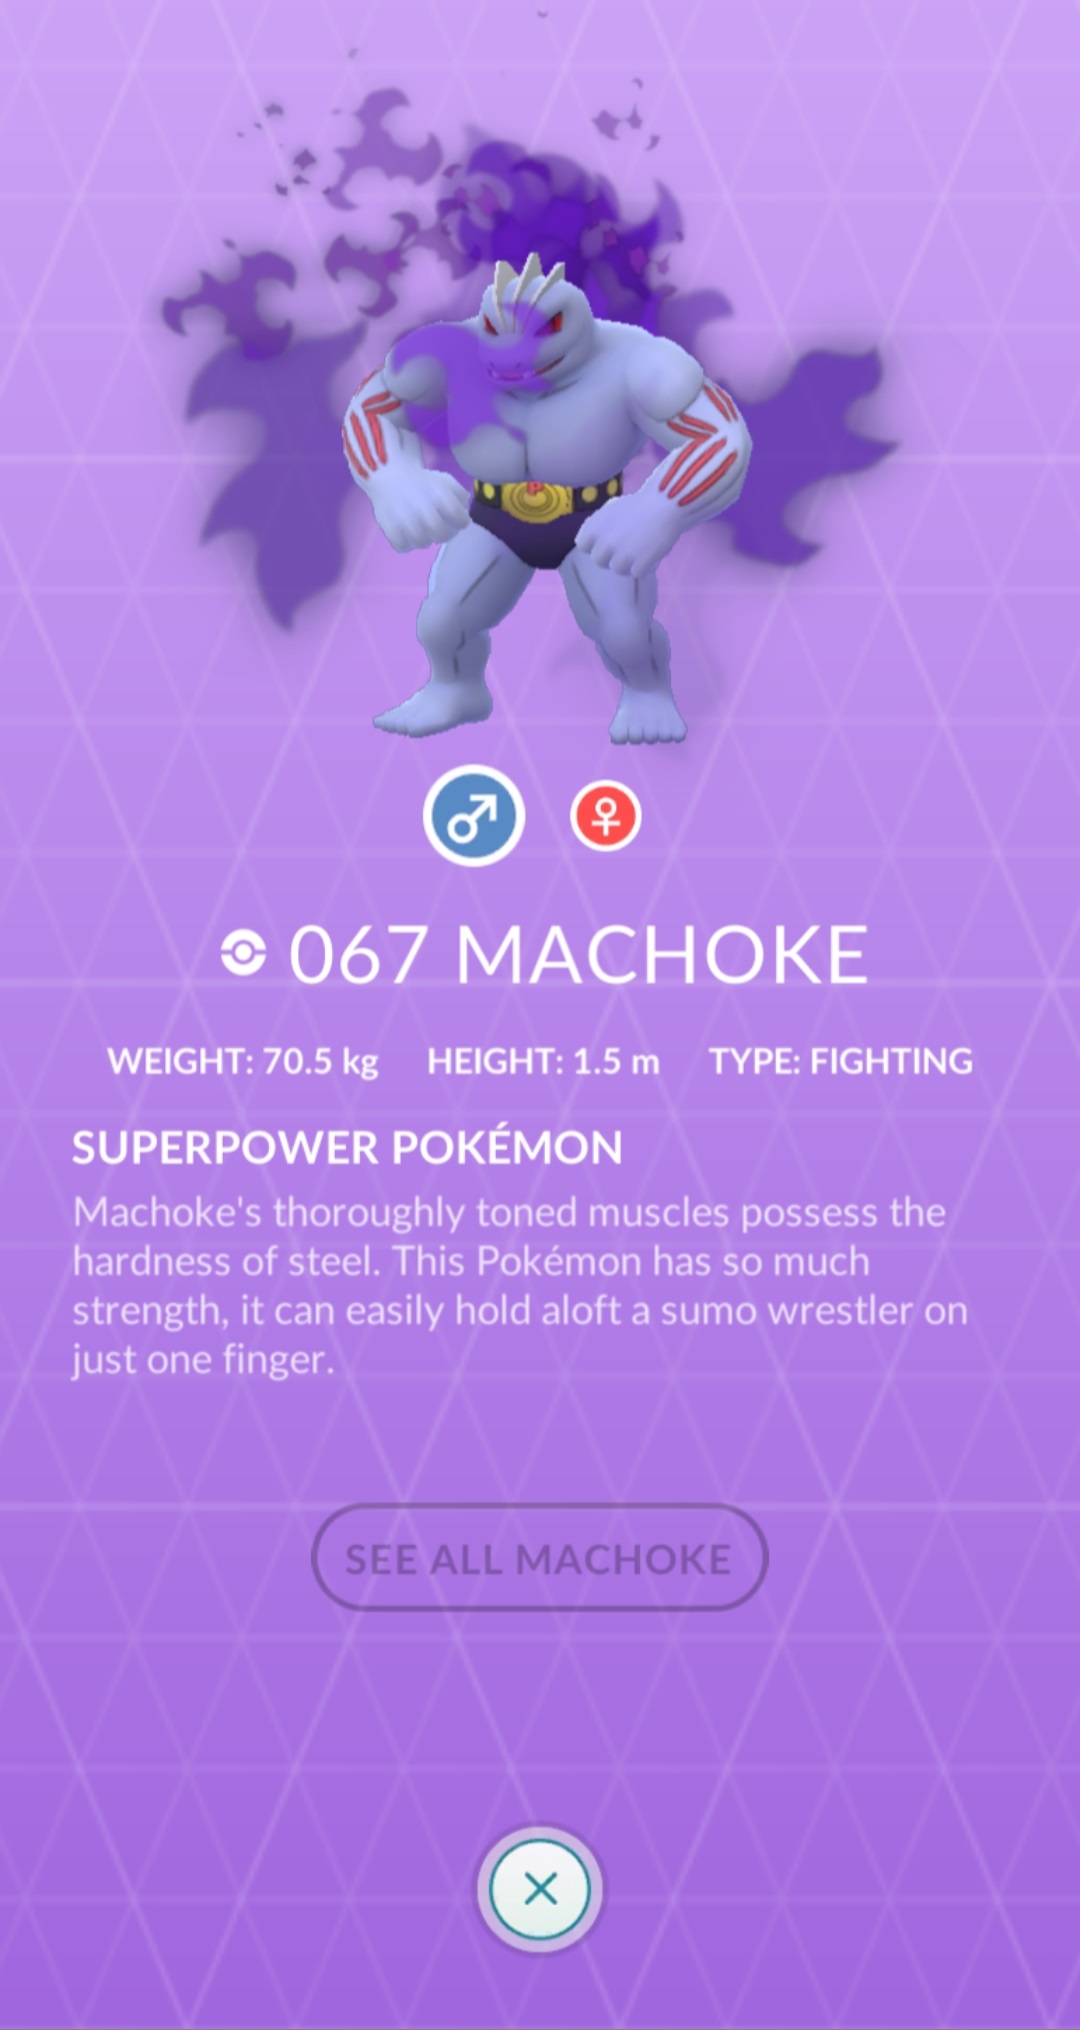 067 MACHOKE
WEIGHT: 70.5 kg HEIGHT: 1.5 m TYPE: FIGHTING
SUPERPOWER POKÉMON
Machoke's thoroughly toned muscles possess the
hardness of steel. This Pokémon has so much
strength, it can easily hold aloft a sumo wrestler on
just one finger.
SEE ALL MACHOKE